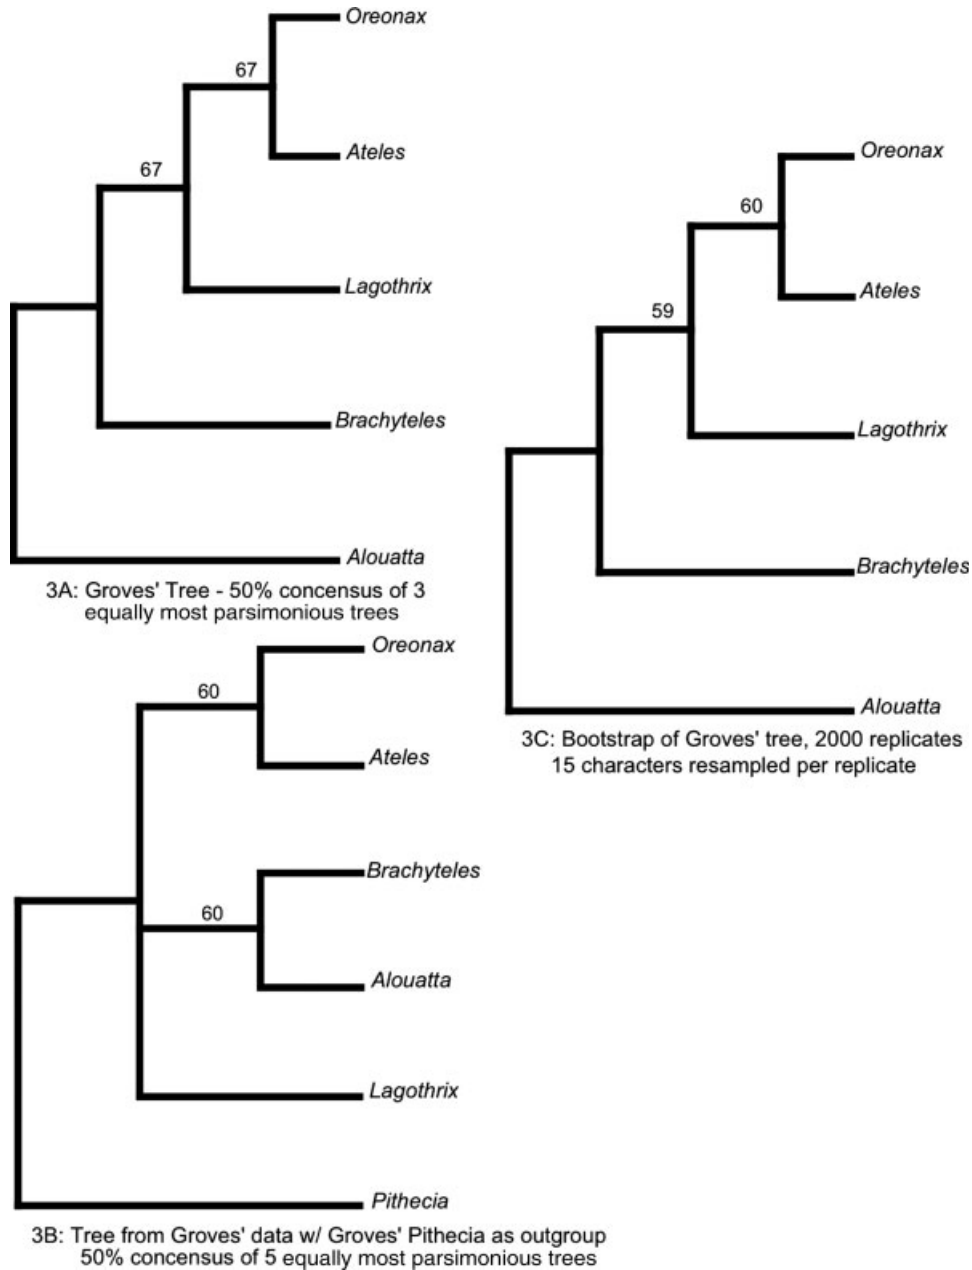 Oreonax
67
Ateles
67
Lagothrix
Brachyteles
Alouatta
3A: Groves' Tree - 50% concensus of 3
equally most parsimonious trees
Oreonax
60
Ateles
59
Lagothrix
Brachyteles
Alouatta
3C: Bootstrap of Groves' tree, 2000 replicates
15 characters resampled per replicate
Oreonax
60
Ateles
Brachyteles
60
Alouatta
Lagothrix
Pithecia
3B: Tree from Groves' data w/ Groves' Pithecia as outgroup
50% concensus of 5 equally most parsimonious trees